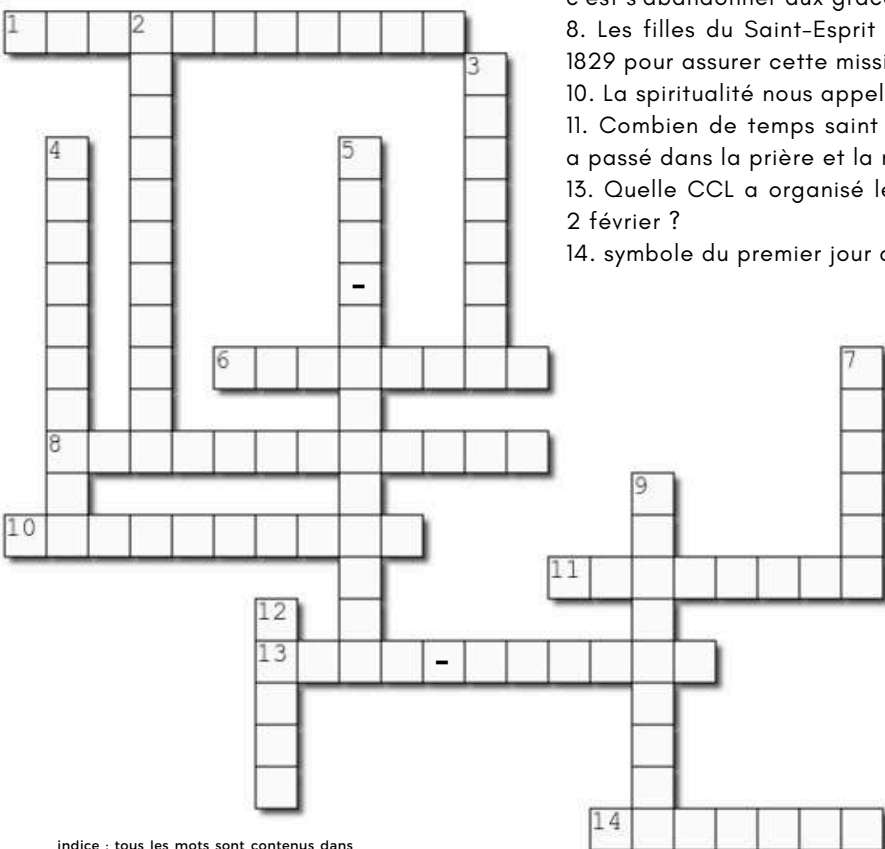 c'est s'abandonner aux grâce
8. Les filles du Saint-Esprit
1829 pour assurer cette missi
10. La spiritualité nous appel
11. Combien de temps saint
a passé dans la prière et la
13. Quelle CCL a organisé le
2 février ?
14. symbole du premier jour
1 2
3
4 5
-
6 7
8
9
10
11
12
13 -
14
indice : tous les mots sont contenus dans